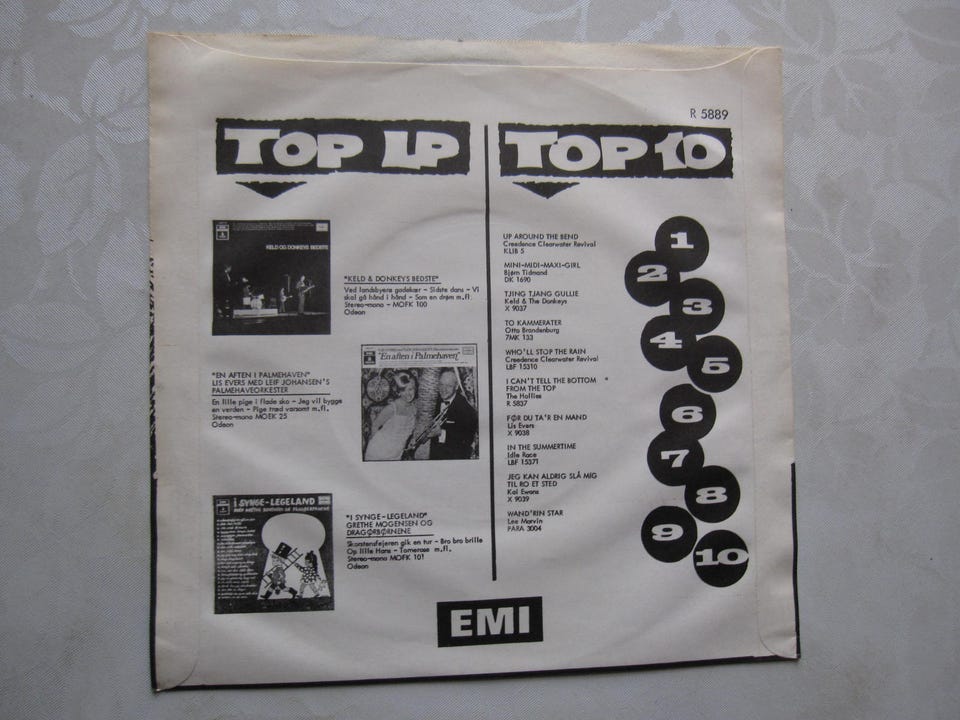 R 5889
TOP LP
KELD OG DONKEYS BEDSTE
"KELD & DONKEYS BEDSTE"
Ved landsbyens gadekær - Sidste dans - Vi
skal gå hånd i hånd - Som en drøm m.fl.
Stereo-mono - MOFK 100
Odeon
"En aften i Palmehaven"
"EN AFTEN I PALMEHAVEN"
LIS EVERS MED LEIF JOHANSEN'S
PALMEHAVEORKESTER
En lille pige i flade sko - Jeg vil bygge
en verden - Pige træd varsomt m.fl.
Stereo-mono MOEK 25
Odeon
I SYNGE-LEGELAND
"I SYNGE-LEGELAND"
GRETHE MOGENSEN OG
DRAGØRBØRNENE
Skorstensfejeren gik en tur - Bro bro brille
Op lille Hans - Tornerose m.fl.
Stereo-mono MOFK 101
Odeon
TOP 10
UP AROUND THE BEND
Creedence Clearwater Revival
KLIB 5
MINI-MIDI-MAXI-GIRL
Bjørn Tidmand
DK 1690
TJING TJANG GULLIE
Keld & The Donkeys
X 9037
TO KAMMERATER
Otto Brandenburg
7MK 133
WHO'LL STOP THE RAIN
Creedence Clearwater Revival
LBF 15310
I CAN'T TELL THE BOTTOM *
FROM THE TOP
The Hollies
R 5837
FØR DU TA'R EN MAND
Lis Evers
X 9038
IN THE SUMMERTIME
Idle Race
LBF 15371
JEG KAN ALDRIG SLÅ MIG
TIL RO ET STED
Kai Ewans
X 9039
WAND'RIN STAR
Lee Marvin
PARA 3004
1
2
3
4
5
6
7
8
9
10
EMI